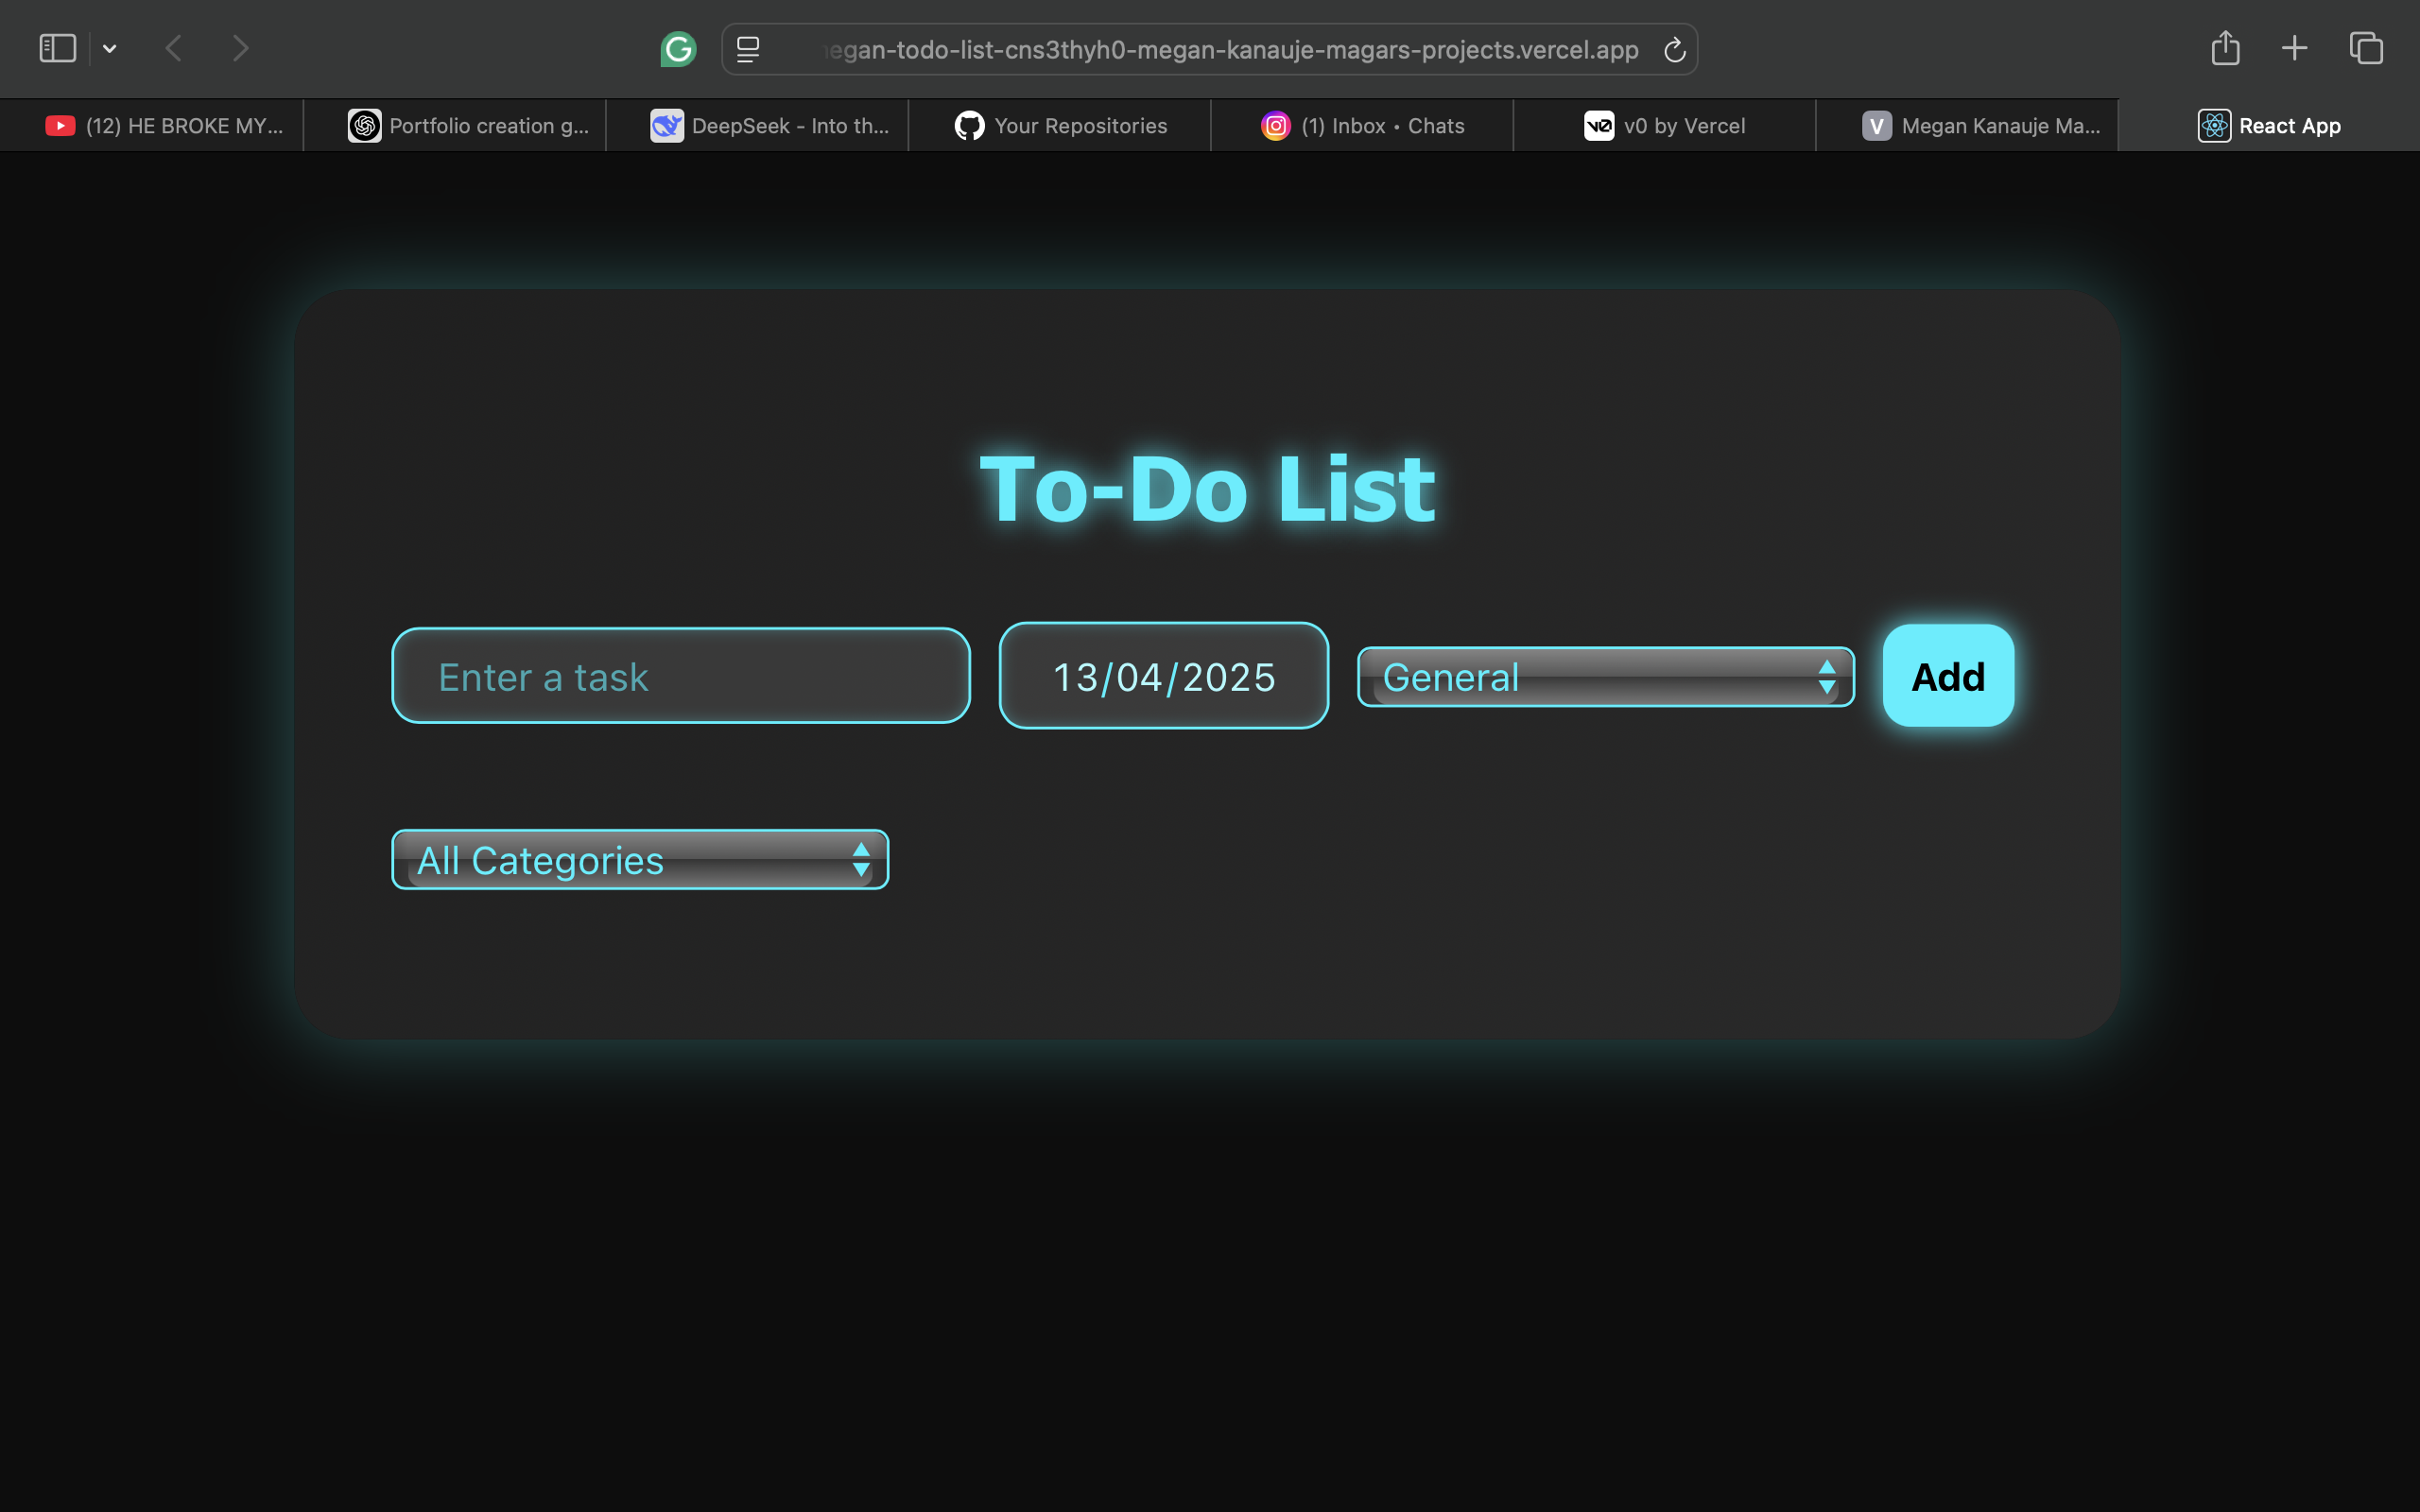 egan-todo-list-cns3thyh0-megan-kanauje-magars-projects.vercel.app
(12) HE BROKE MY...
Portfolio creation g...
DeepSeek - Into th...
Your Repositories
(1) Inbox • Chats
v0 by Vercel
V Megan Kanauje Ma...
React App
To-Do List
Enter a task
13/04/2025
General
Add
All Categories